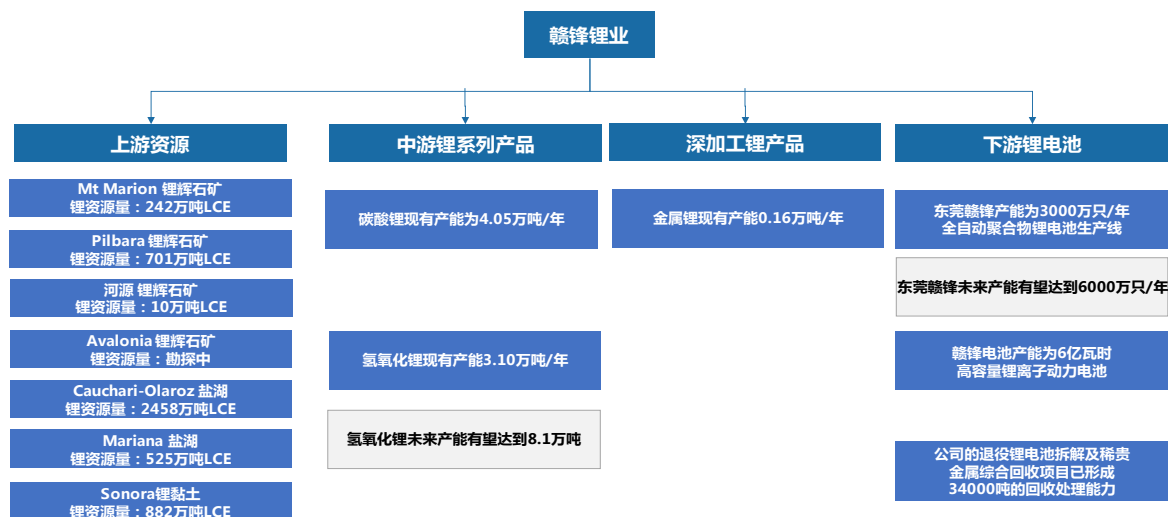 赣锋锂业
上游资源
Mt Marion 锂辉石矿
锂资源量：242万吨LCE
Pilbara 锂辉石矿
锂资源量：701万吨LCE
河源 锂辉石矿
锂资源量：10万吨LCE
Avalonia 锂辉石矿
锂资源量：勘探中
Cauchari-Olaroz 盐湖
锂资源量：2458万吨LCE
Mariana 盐湖
锂资源量：525万吨LCE
Sonora锂黏土
锂资源量：882万吨LCE
中游锂系列产品
碳酸锂现有产能为4.05万吨/年
氢氧化锂现有产能3.10万吨/年
氢氧化锂未来产能有望达到8.1万吨
深加工锂产品
金属锂现有产能0.16万吨/年
下游锂电池
东莞赣锋产能为3000万只/年
全自动聚合物锂电池生产线
东莞赣锋未来产能有望达到6000万只/年
赣锋电池产能为6亿瓦时
高容量锂离子动力电池
公司的退役锂电池拆解及稀贵
金属综合回收项目已形成
34000吨的回收处理能力